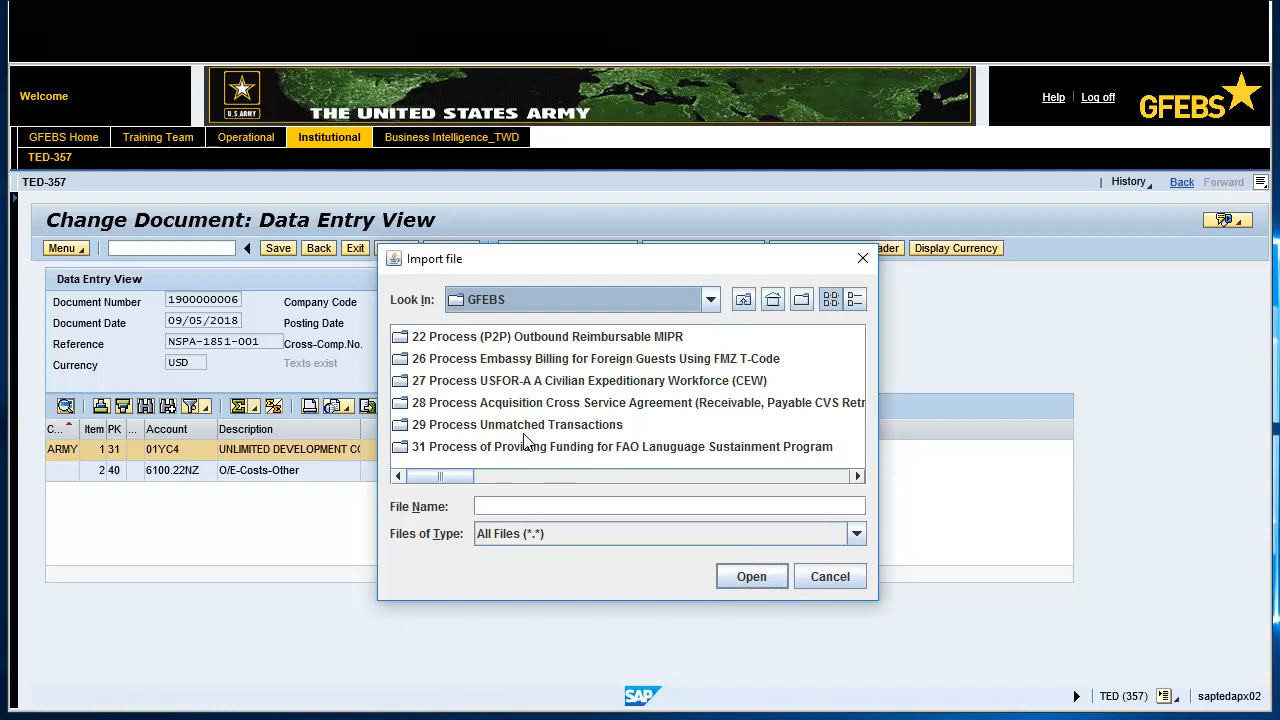 Welcome
U.S.ARMY
THE UNITED STATES ARMY
Help
Log off
GFEBS
GFEBS Home
Training Team
Operational
Institutional
Business Intelligence_TWD
TED-357
TED-357
History
Back
Forward
Change Document: Data Entry View
Menu
Save
Back
Exit
Display Currency
Data Entry View
Document Number 1900000006 Company Code
Document Date 09/05/2018 Posting Date
Reference NSPA-1851-001 Cross-Comp.No.
Currency USD Texts exist
C... Item PK ... Account Description
ARMY 1 31 01YC4 UNLIMITED DEVELOPMENT CO
2 40 6100.22NZ O/E-Costs-Other
Import file
Look In: GFEBS
22 Process (P2P) Outbound Reimbursable MIPR
26 Process Embassy Billing for Foreign Guests Using FMZ T-Code
27 Process USFOR-A A Civilian Expeditionary Workforce (CEW)
28 Process Acquisition Cross Service Agreement (Receivable, Payable CVS Retr
29 Process Unmatched Transactions
31 Process of Providing Funding for FAO Lanuguage Sustainment Program
File Name:
Files of Type: All Files (*.*)
Open
Cancel
SAP
TED (357)
saptedapx02